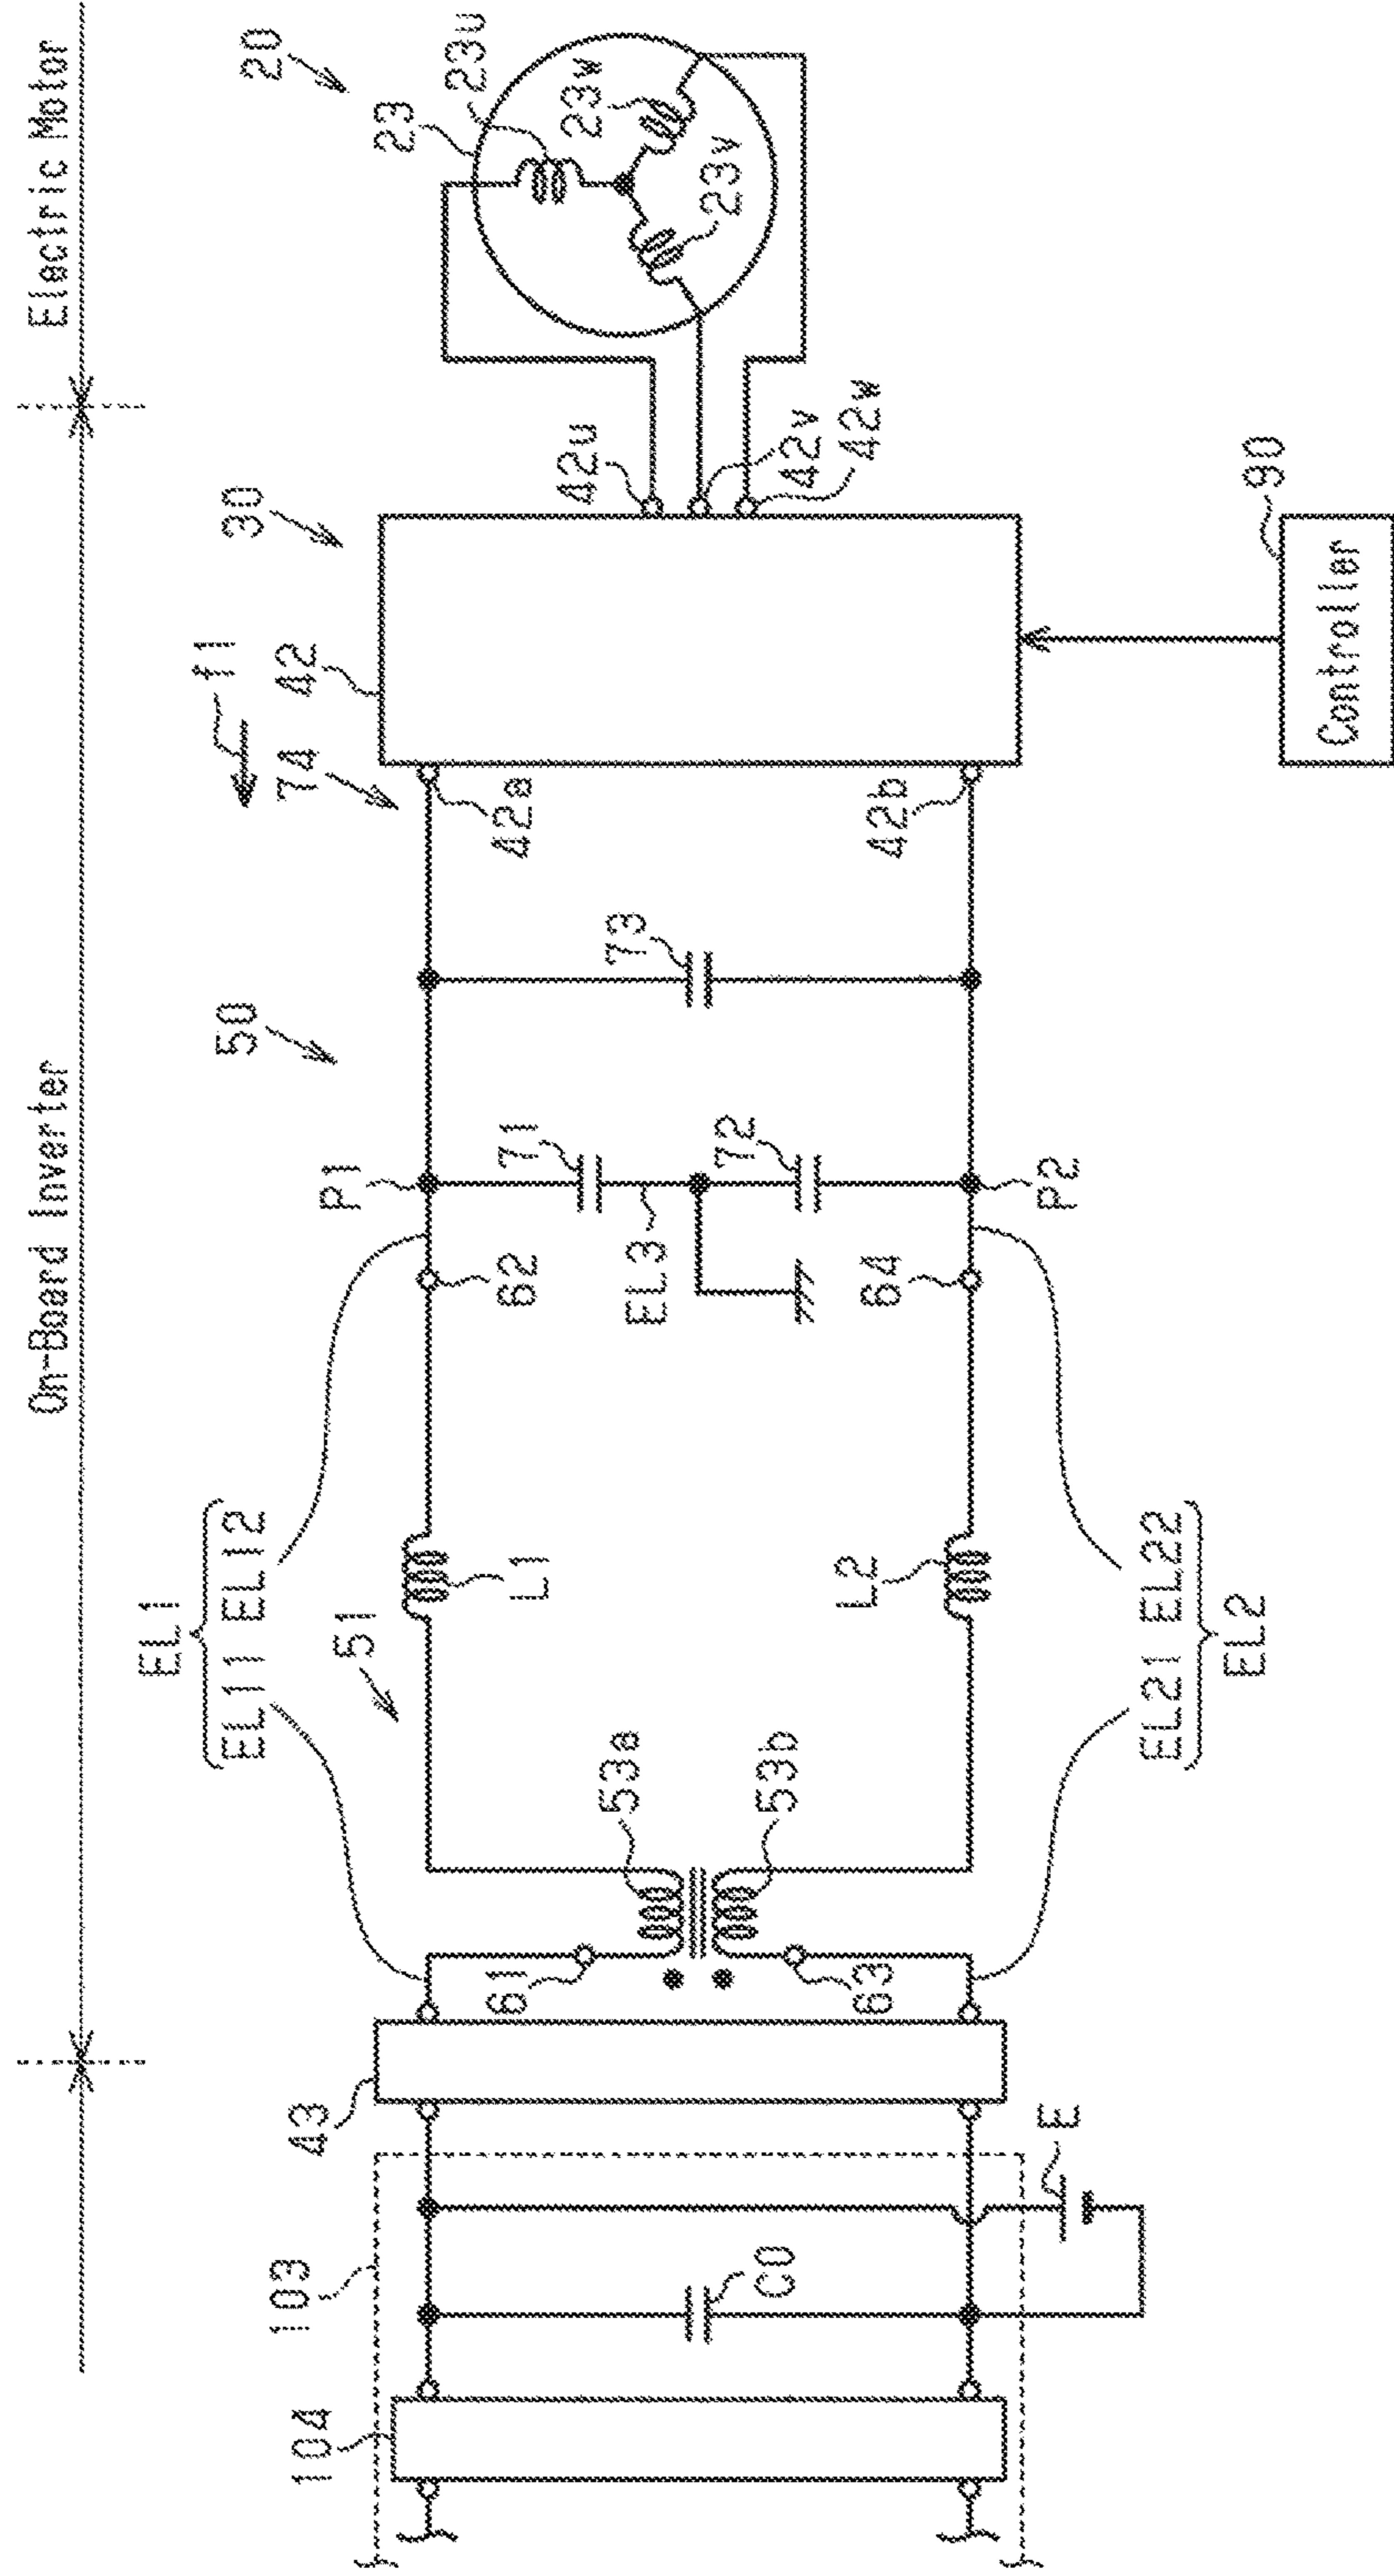 On-Board Inverter
Electric Motor
20
30
f1
42
74
50
EL1
EL11 EL12
51
43
103
104
23
23u
23w
23v
42u
42v
42w
42a
42b
73
P1
71
72
P2
EL3
62
64
L1
L2
53a
53b
61
63
C0
E
EL21 EL22
EL2
90
Controller